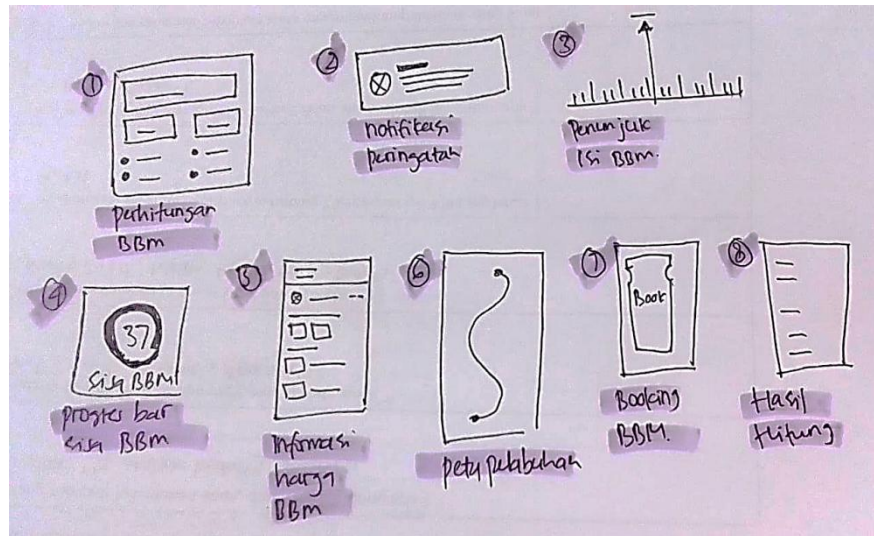 ①
perhitungan
BBM
②
notifikasi
peringatan
③
Penunjuk
Isi BBM.
④
37
Sisa BBM
progres bar
sisa BBM
⑤
Informasi
harga
BBM
⑥
peta pelabuhan
⑦
Book
Booking
BBM.
⑧
Hasil
Hitung